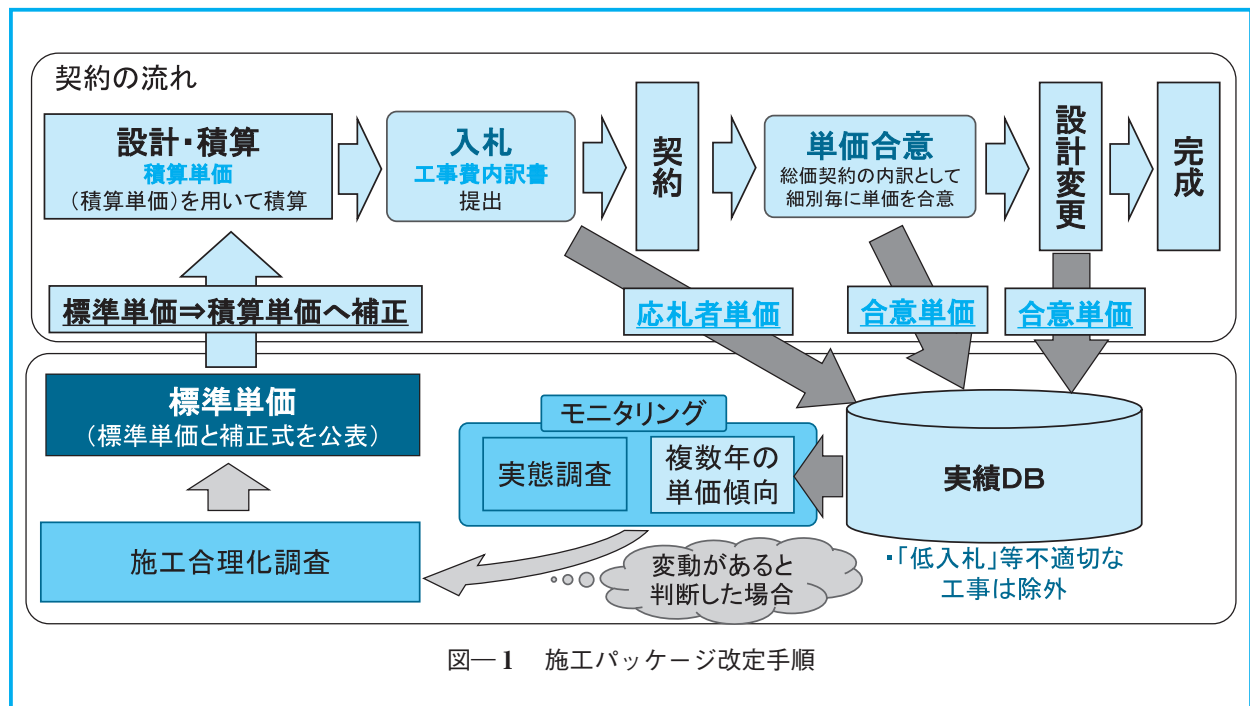 契約の流れ
設計・積算
積算単価
（積算単価）を用いて積算
入札
工事費内訳書
提出
契約
単価合意
総価契約の内訳として
細別毎に単価を合意
設計変更
完成
標準単価⇒積算単価へ補正
応札者単価
合意単価
合意単価
標準単価
（標準単価と補正式を公表）
モニタリング
実態調査
複数年の
単価傾向
実績DB
施工合理化調査
変動があると
判断した場合
・「低入札」等不適切な
工事は除外
図―1　施工パッケージ改定手順